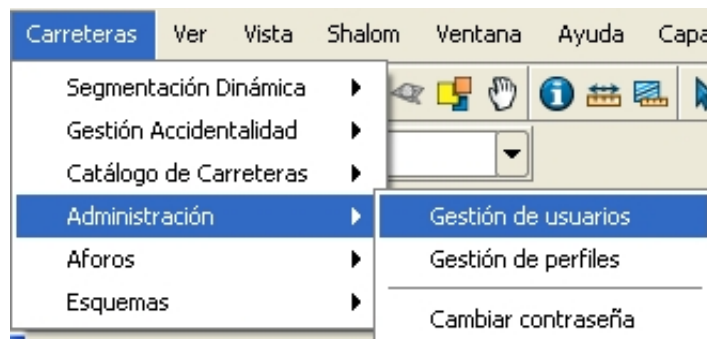 Carreteras Ver Vista Shalom Ventana Ayuda Capa
Segmentación Dinámica
Gestión Accidentalidad
Catálogo de Carreteras
Administración
Gestión de usuarios
Aforos
Gestión de perfiles
Esquemas
Cambiar contraseña